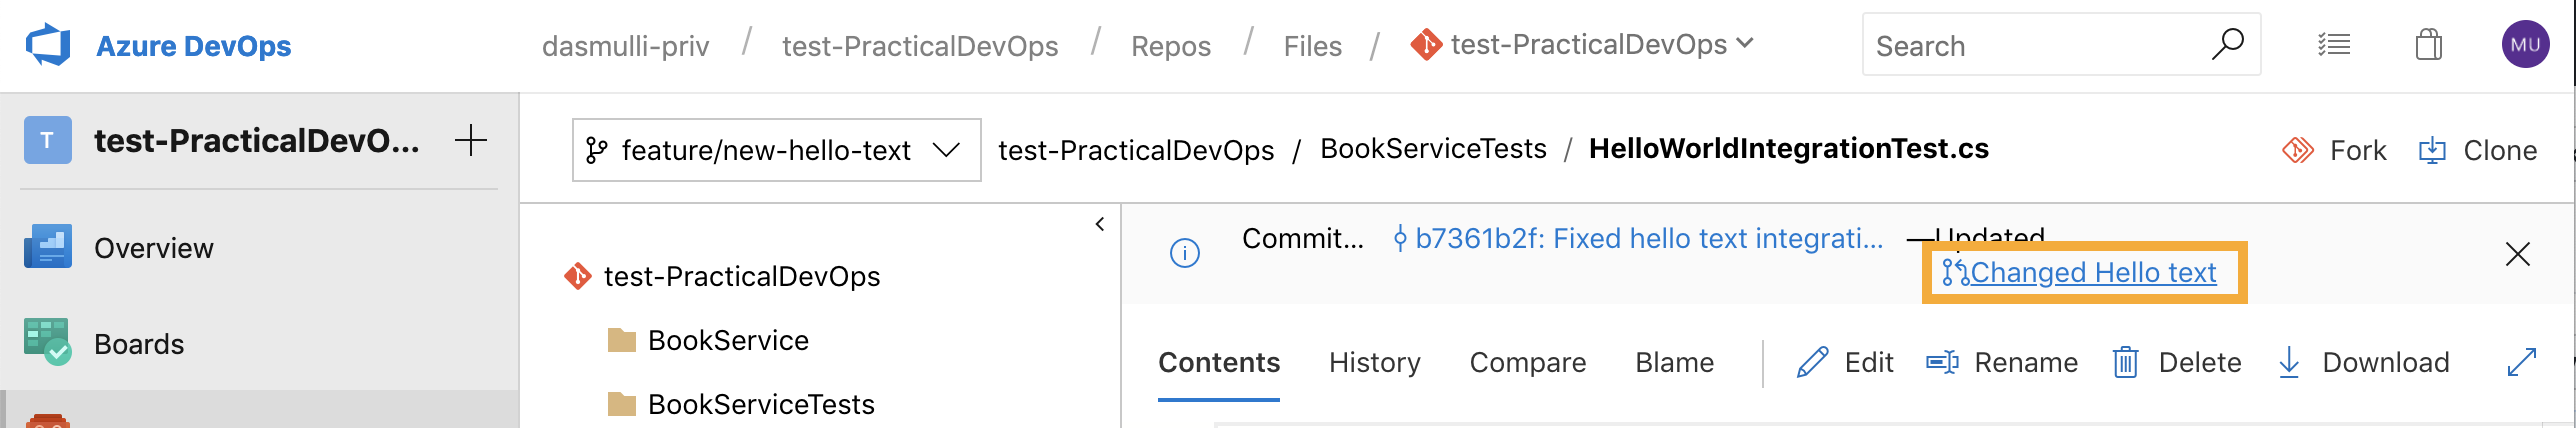 Azure DevOps
dasmulli-priv / test-PracticalDevOps / Repos / Files / test-PracticalDevOps
Search
MU
T test-PracticalDevO...
feature/new-hello-text
test-PracticalDevOps / BookServiceTests / HelloWorldIntegrationTest.cs
Fork
Clone
Overview
Boards
test-PracticalDevOps
BookService
BookServiceTests
Commit... b7361b2f: Fixed hello text integrati... —Updated
Changed Hello text
Contents History Compare Blame Edit Rename Delete Download